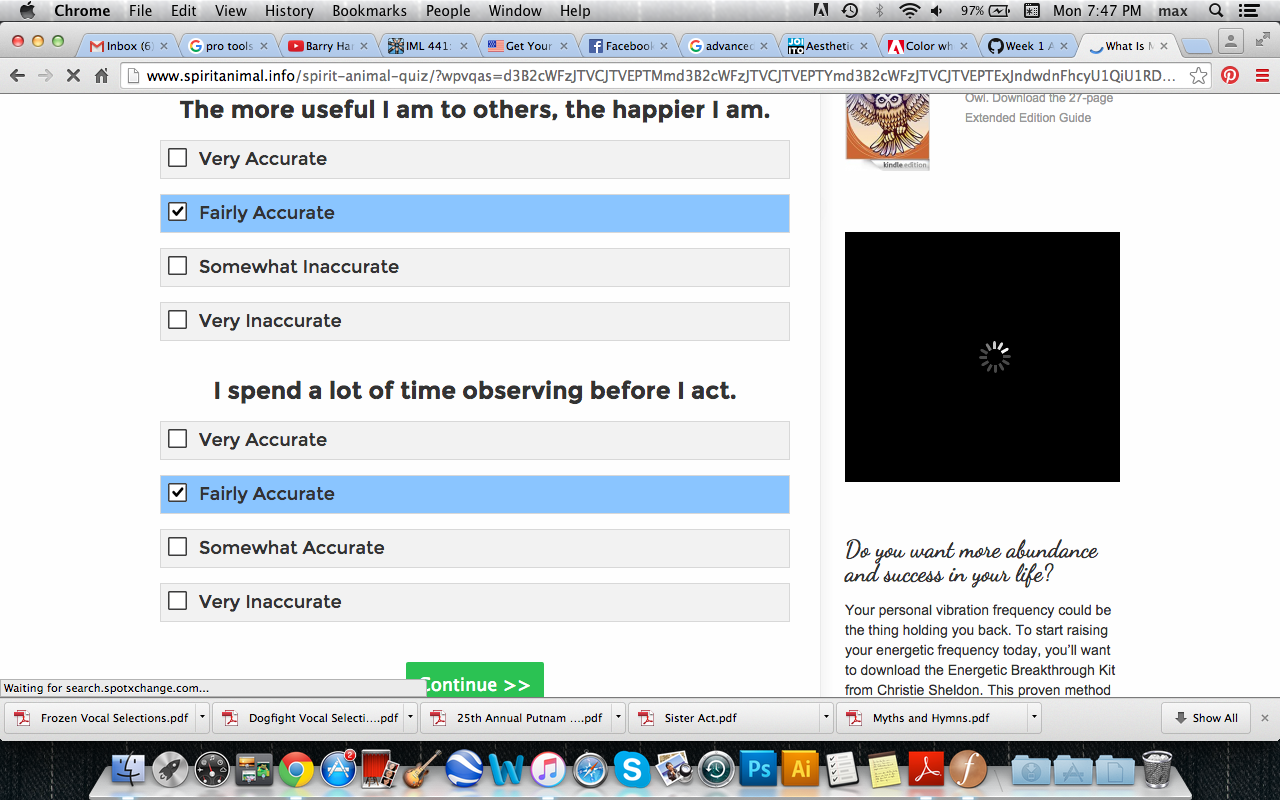 Chrome File Edit View History Bookmarks People Window Help 97% Mon 7:47 PM max
Inbox (6 pro tools Barry Ha IML 441: Get Your Facebook advanced Aesthetic Color wh Week 1 A What Is M
www.spiritanimal.info/spirit-animal-quiz/?wpvqas=d3B2cWFzJTVCJTVEPTMmd3B2cWFzJTVCJTVEPTYmd3B2cWFzJTVCJTVEPTExJndwdnFhcyU1QiU1RD...
The more useful I am to others, the happier I am.
Very Accurate
Fairly Accurate
Somewhat Inaccurate
Very Inaccurate
I spend a lot of time observing before I act.
Very Accurate
Fairly Accurate
Somewhat Accurate
Very Inaccurate
Continue >>
Owl. Download the 27-page
Extended Edition Guide
kindle edition
Do you want more abundance
and success in your life?
Your personal vibration frequency could be
the thing holding you back. To start raising
your energetic frequency today, you'll want
to download the Energetic Breakthrough Kit
from Christie Sheldon. This proven method
Waiting for search.spotxchange.com...
Frozen Vocal Selections.pdf Dogfight Vocal Selecti....pdf 25th Annual Putnam ....pdf Sister Act.pdf Myths and Hymns.pdf Show All
2
Ps Ai